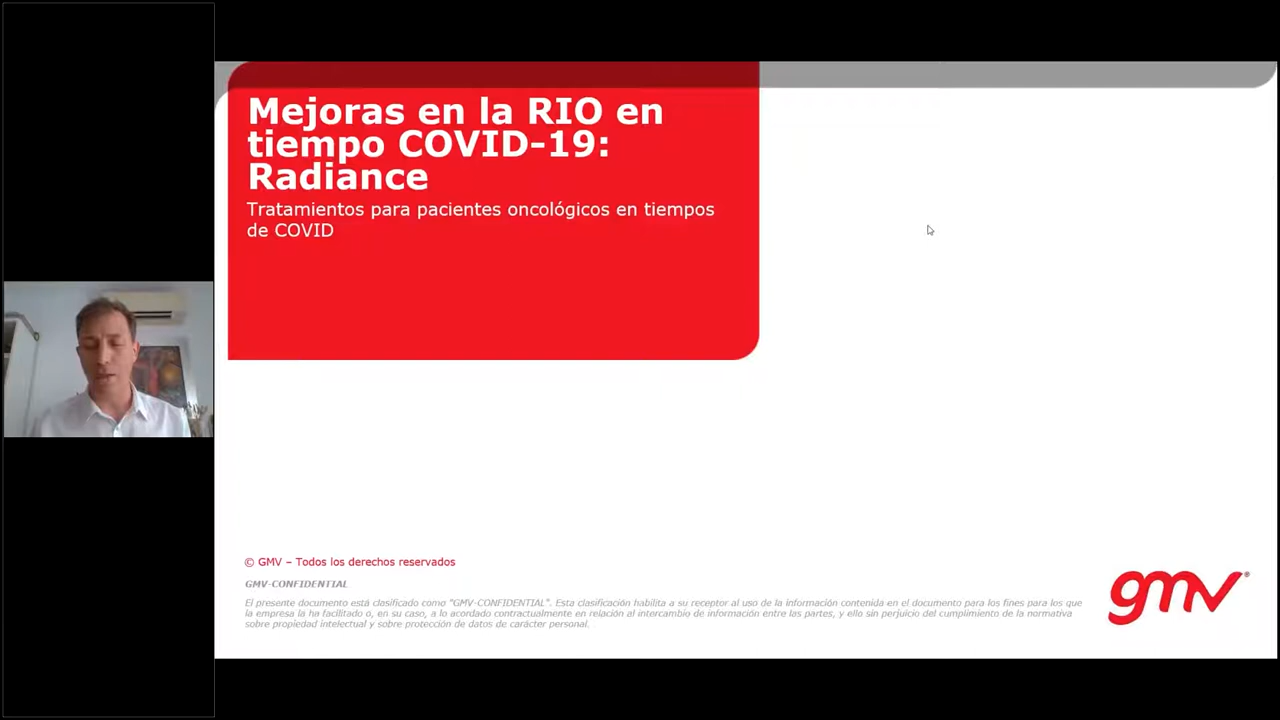 Mejoras en la RIO en
tiempo COVID-19:
Radiance
Tratamientos para pacientes oncológicos en tiempos
de COVID
© GMV – Todos los derechos reservados
GMV-CONFIDENTIAL
El presente documento está clasificado como "GMV-CONFIDENTIAL". Esta clasificación habilita a su receptor al uso de la información contenida en el documento para los fines para los que
la empresa la ha facilitado o, en su caso, a lo acordado contractualmente en relación al intercambio de información entre las partes, y ello sin perjuicio del cumplimiento de la normativa
sobre propiedad intelectual y sobre protección de datos de carácter personal.
gmv®